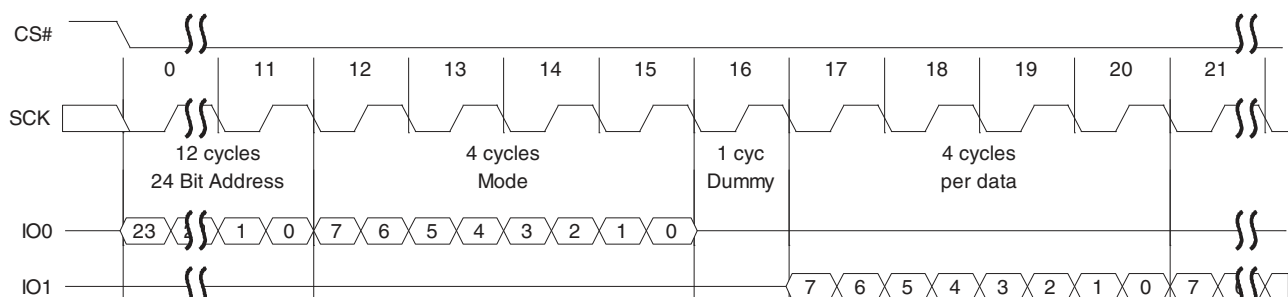 CS#
0 11 12 13 14 15 16 17 18 19 20 21
SCK
12 cycles 4 cycles 1 cyc 4 cycles
24 Bit Address Mode Dummy per data
IO0 23 1 0 7 6 5 4 3 2 1 0
IO1 7 6 5 4 3 2 1 0 7